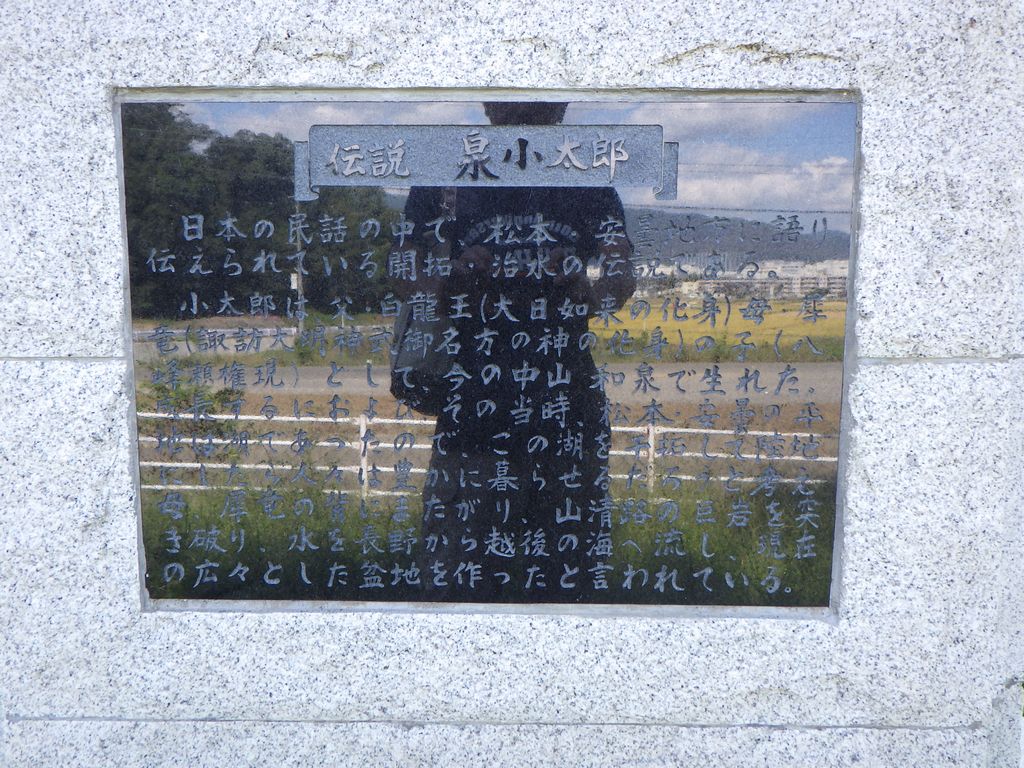 伝説 泉小太郎
日本の民話の中で、松本 安曇地方に語り
伝えられている開拓・治水の伝説である。
小太郎は父・白龍王(大日如来の化身)母・犀
竜(諏訪大明神武御名方の神の化身)の子(八
峰瀬権現)として、今の中山和泉で生れた。
成長するにおよびその当時、松本・安曇の平
地は湖であったのでこの湖を干拓して陸地
にしたら人々の豊かに暮らせると考え
母の犀竜の背にまたがり、山清路の巨岩を突
き破り、水を長野から越後の海へ流し、現在
の広々とした盆地を作ったと言われている。